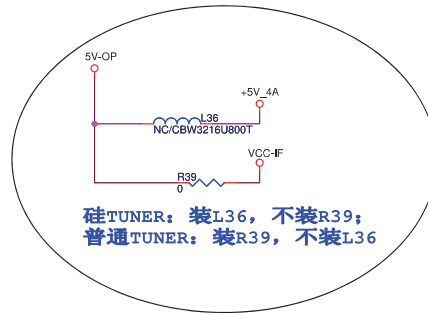 5V-OP
+5V_4A
L36
NC/CBW3216U800T
VCC-IF
R39
0
硅TUNER：装L36，不装R39；
普通TUNER：装R39，不装L36